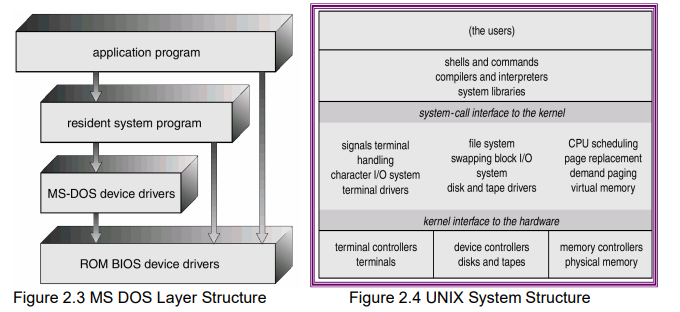 application program
resident system program
MS-DOS device drivers
ROM BIOS device drivers
Figure 2.3 MS DOS Layer Structure
(the users)
shells and commands
compilers and interpreters
system libraries
system-call interface to the kernel
signals terminal
handling
character I/O system
terminal drivers
file system
swapping block I/O
system
disk and tape drivers
CPU scheduling
page replacement
demand paging
virtual memory
kernel interface to the hardware
terminal controllers
terminals
device controllers
disks and tapes
memory controllers
physical memory
Figure 2.4 UNIX System Structure